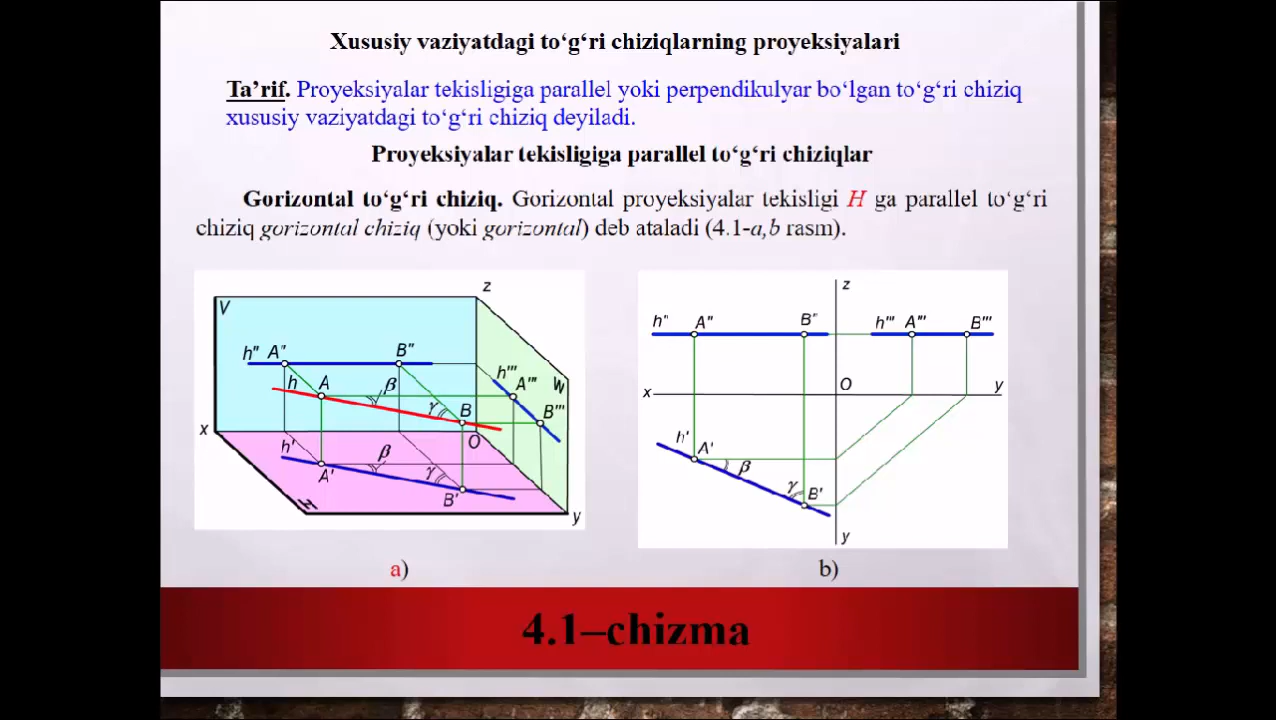 Xususiy vaziyatdagi to‘g‘ri chiziqlarning proyeksiyalari
Ta’rif. Proyeksiyalar tekisligiga parallel yoki perpendikulyar bo‘lgan to‘g‘ri chiziq
xususiy vaziyatdagi to‘g‘ri chiziq deyiladi.
Proyeksiyalar tekisligiga parallel to‘g‘ri chiziqlar
Gorizontal to‘g‘ri chiziq. Gorizontal proyeksiyalar tekisligi H ga parallel to‘g‘ri
chiziq gorizontal chiziq (yoki gorizontal) deb ataladi (4.1-a,b rasm).
z
V
h" A" B"
h"' A"' W
h A β
γ B B"'
x O
h' β
A' γ
B'
H
y
z
h" A" B" h"' A"' B"'
x O y
h' A'
β
γ B'
y
a) b)
4.1–chizma